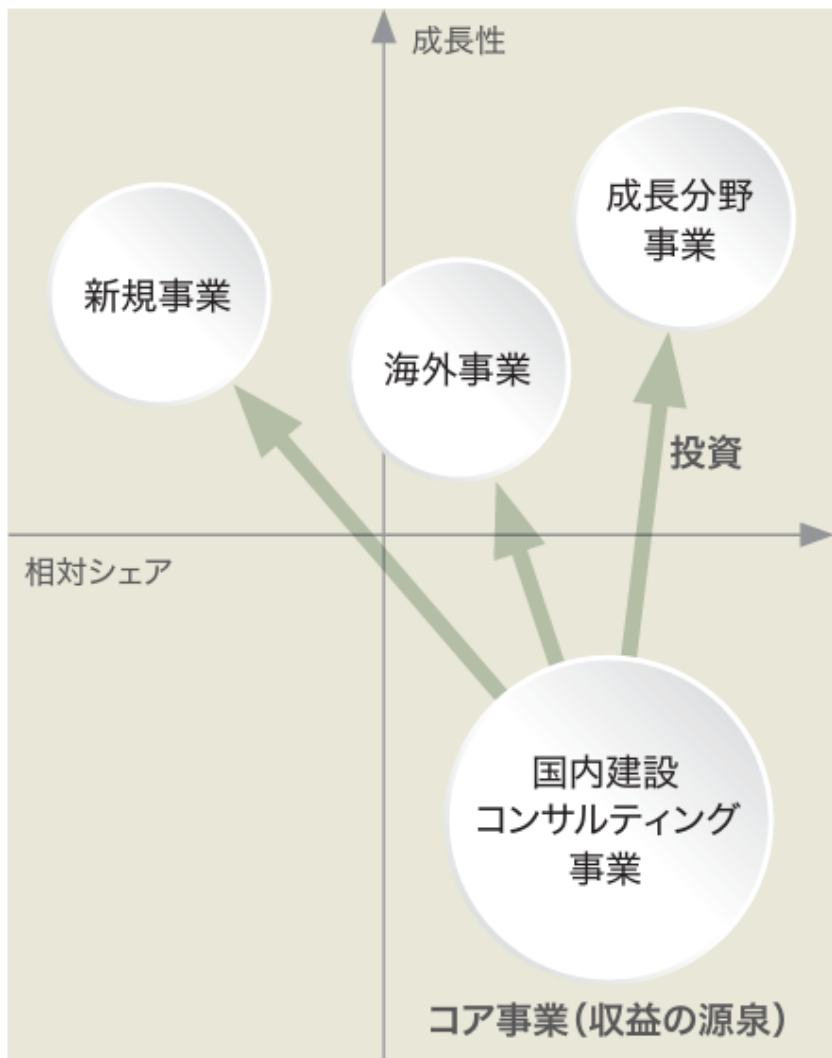 成長性
成長分野
事業
新規事業
海外事業
投資
相対シェア
国内建設
コンサルティング
事業
コア事業(収益の源泉)